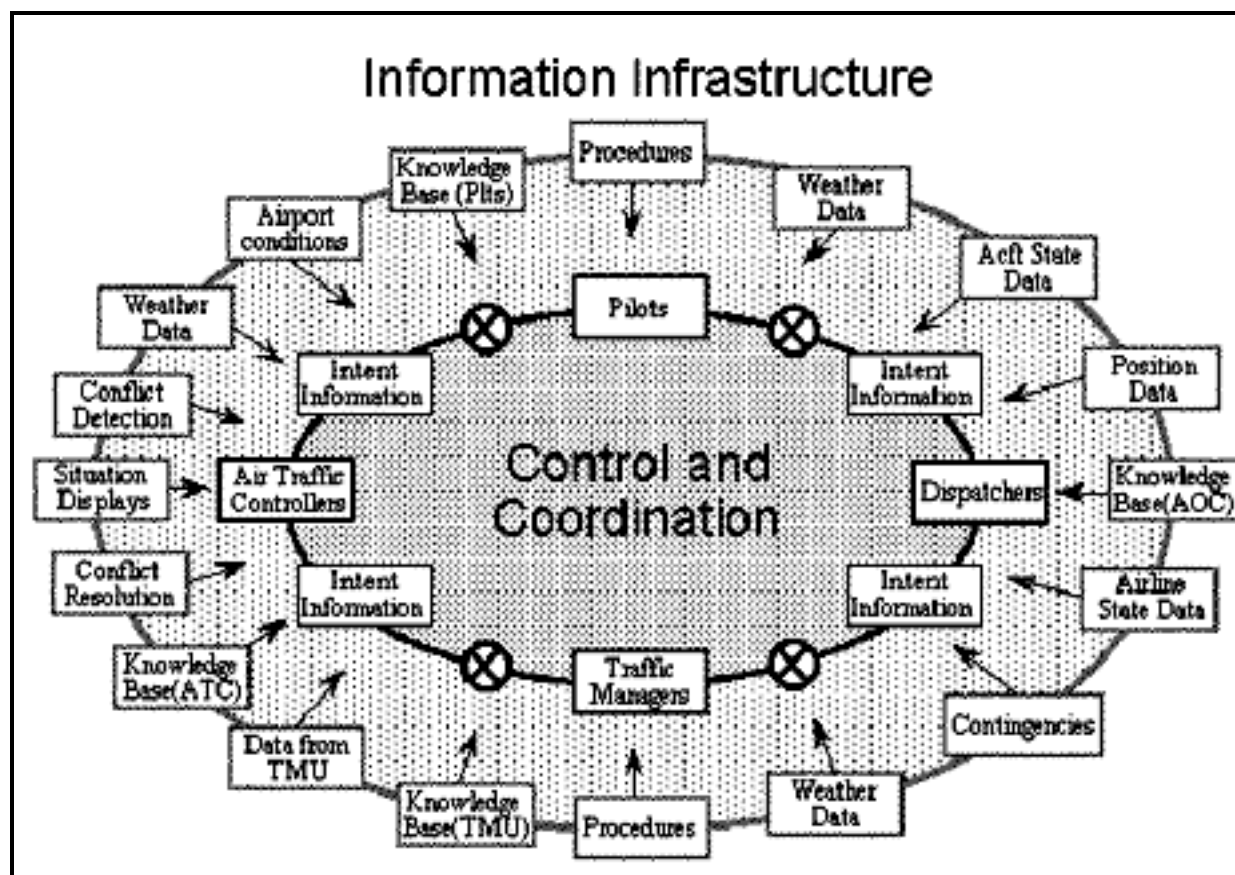 Information Infrastructure
Procedures
Knowledge
Base (Plts)
Weather
Data
Airport
conditions
Acft State
Data
Weather
Data
Pilots
Position
Data
Intent
Information
Intent
Information
Conflict
Detection
Situation
Displays
Air Traffic
Controllers
Control and
Coordination
Dispatchers
Knowledge
Base(AOC)
Conflict
Resolution
Intent
Information
Intent
Information
Airline
State Data
Knowledge
Base(ATC)
Traffic
Managers
Contingencies
Data from
TMU
Knowledge
Base(TMU)
Procedures
Weather
Data